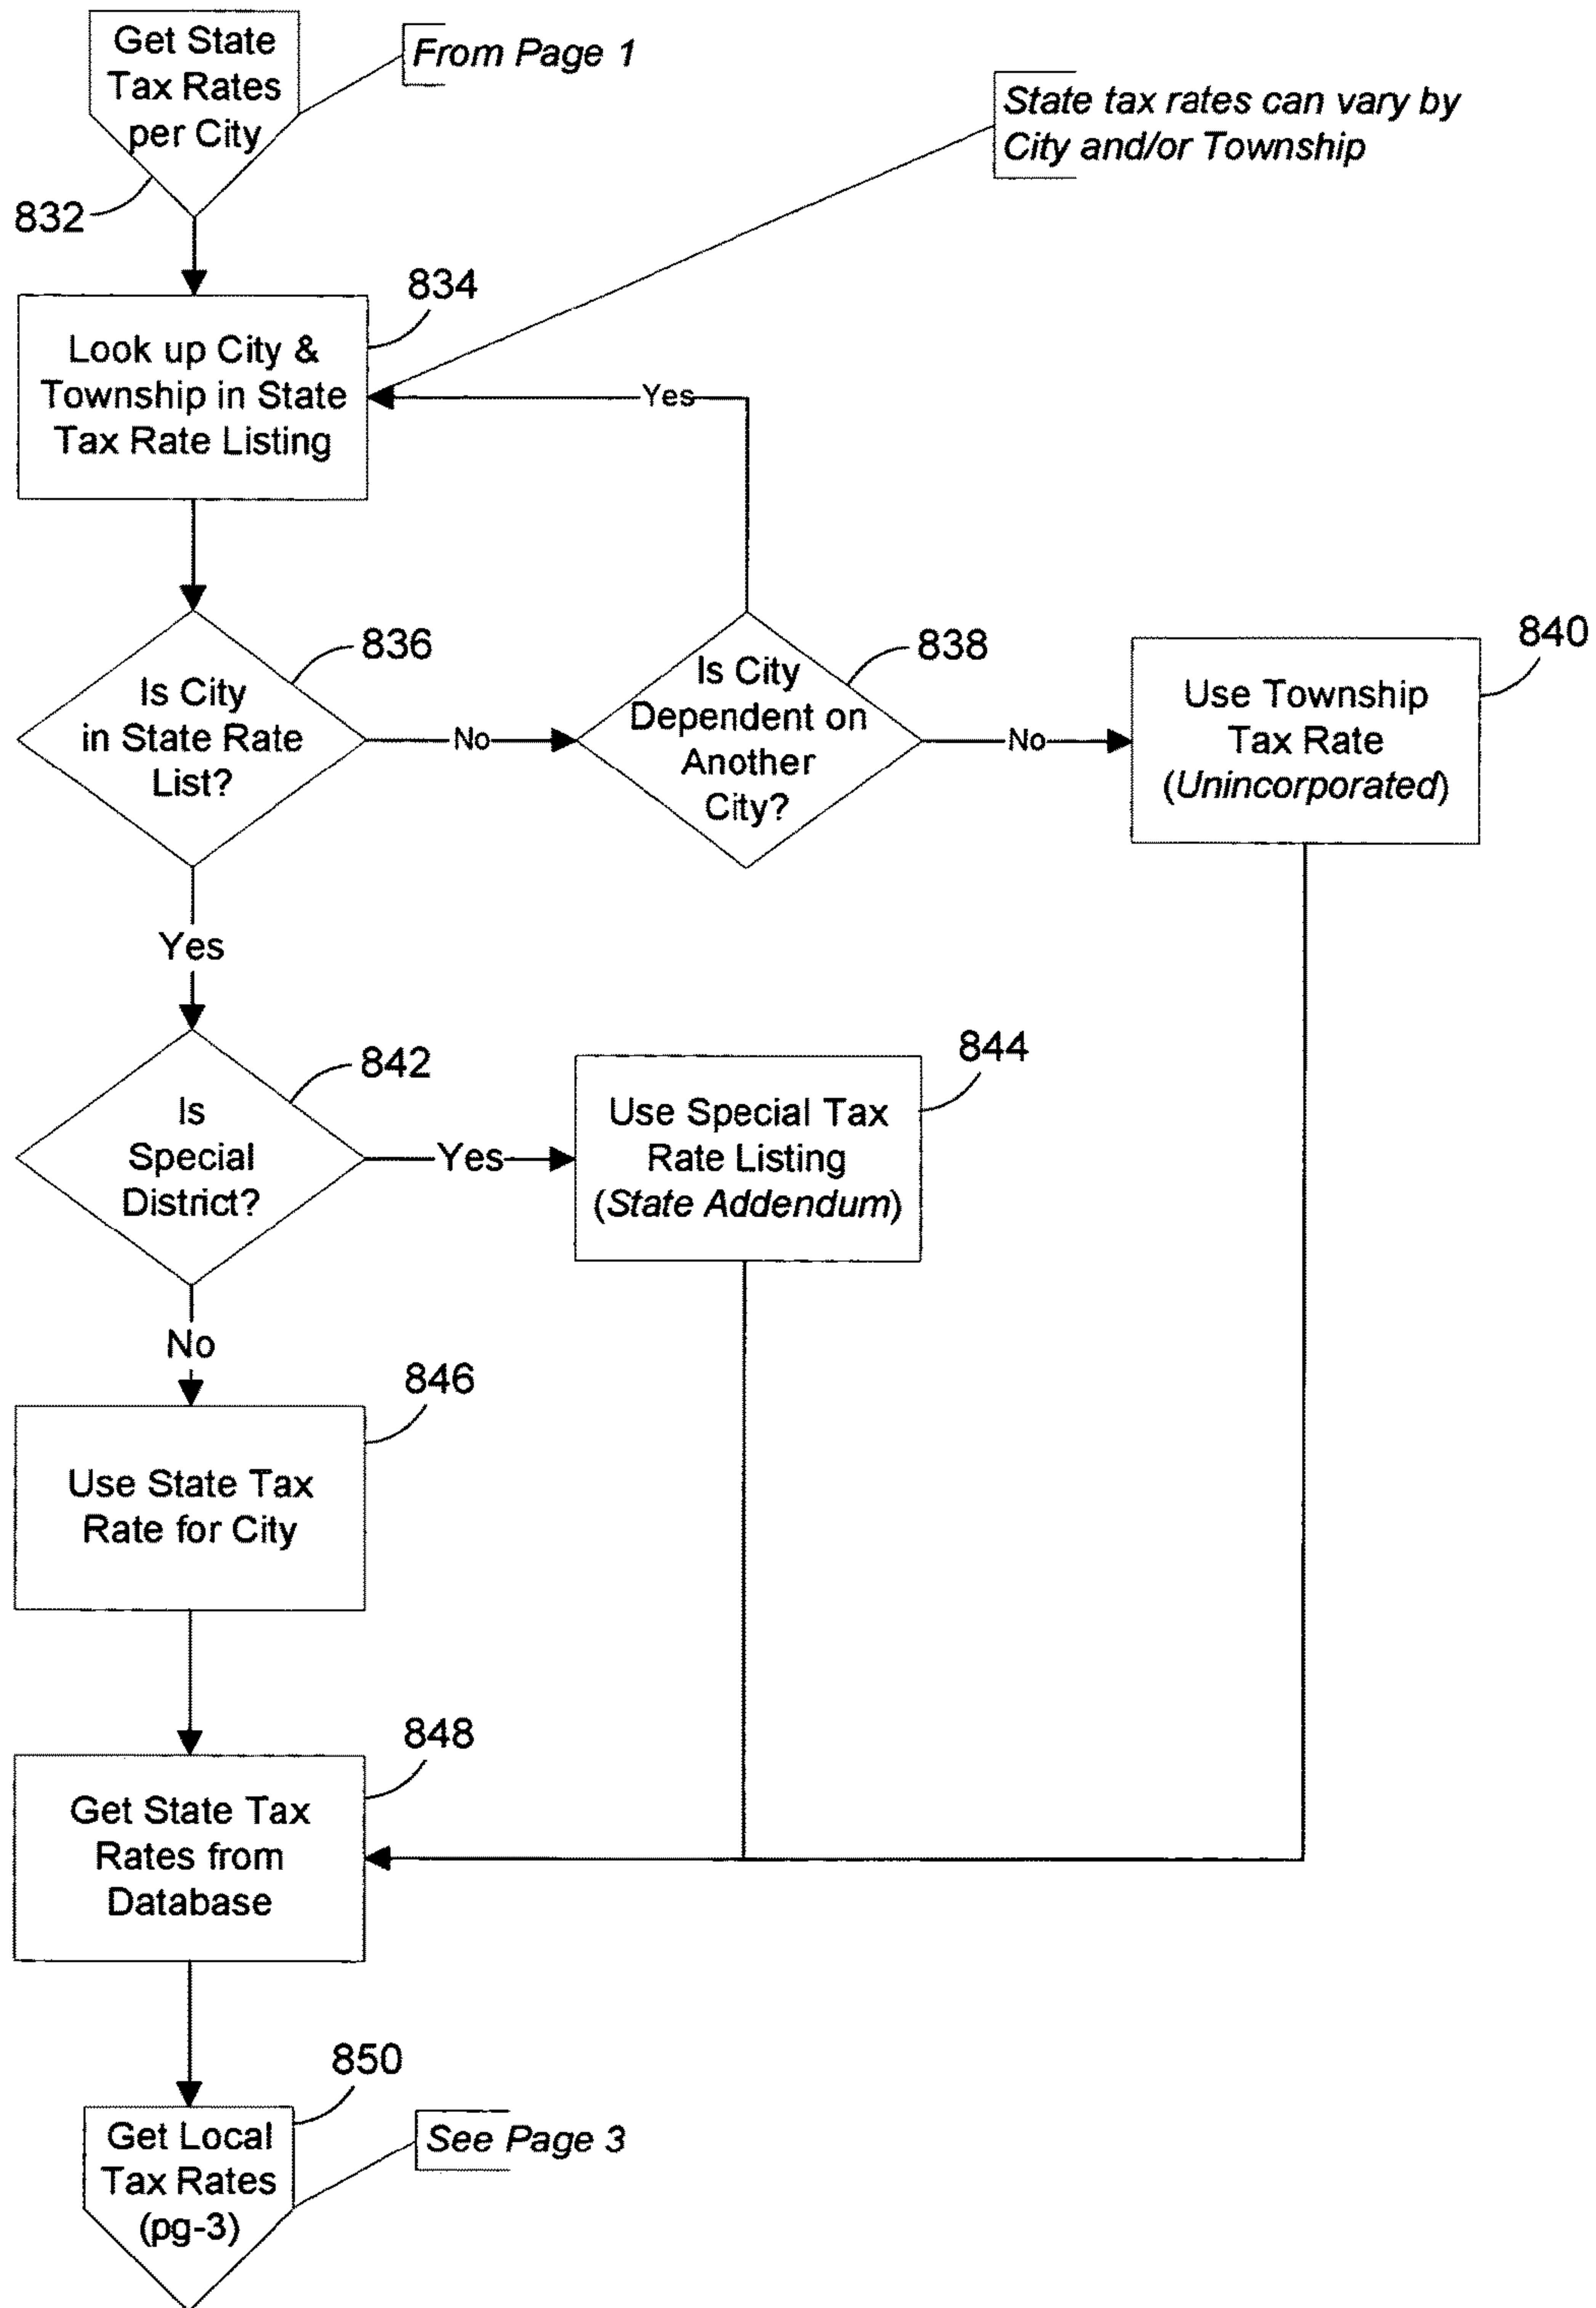 Get State
Tax Rates
per City
From Page 1
State tax rates can vary by
City and/or Township
832
834
Look up City &
Township in State
Tax Rate Listing
Yes
836
Is City
in State Rate
List?
No
838
Is City
Dependent on
Another
City?
No
840
Use Township
Tax Rate
(Unincorporated)
Yes
842
Is
Special
District?
Yes
844
Use Special Tax
Rate Listing
(State Addendum)
No
846
Use State Tax
Rate for City
848
Get State Tax
Rates from
Database
850
Get Local
Tax Rates
(pg-3)
See Page 3